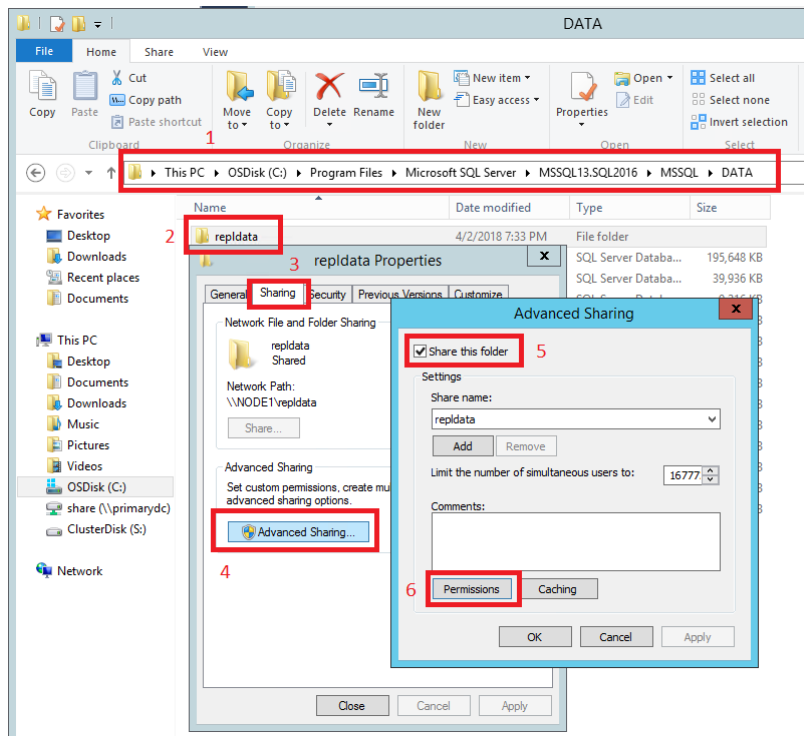 DATA
File Home Share View
Copy
Paste
Cut
Copy path
Paste shortcut
Clipboard
Move to
Copy to
Delete
Rename
Organize
New folder
New item
Easy access
New
Properties
Open
Edit
Open
Select all
Select none
Invert selection
Select
1
This PC OSDisk (C:) Program Files Microsoft SQL Server MSSQL13.SQL2016 MSSQL DATA
Favorites
Desktop
Downloads
Recent places
Documents
This PC
Desktop
Documents
Downloads
Music
Pictures
Videos
OSDisk (C:)
share (\\primarydc)
ClusterDisk (S:)
Network
Name Date modified Type Size
2
repldata 4/2/2018 7:33 PM File folder
SQL Server Databa... 195,648 KB
SQL Server Databa... 39,936 KB
3
repldata Properties
x
General Sharing Security Previous Versions Customize
Network File and Folder Sharing
repldata
Shared
Network Path:
\\NODE1\repldata
Share...
Advanced Sharing
Set custom permissions, create mu
advanced sharing options.
Advanced Sharing...
4
Close Cancel Apply
Advanced Sharing
x
Share this folder
5
Settings
Share name:
repldata
Add Remove
Limit the number of simultaneous users to: 16777
Comments:
6
Permissions Caching
OK Cancel Apply